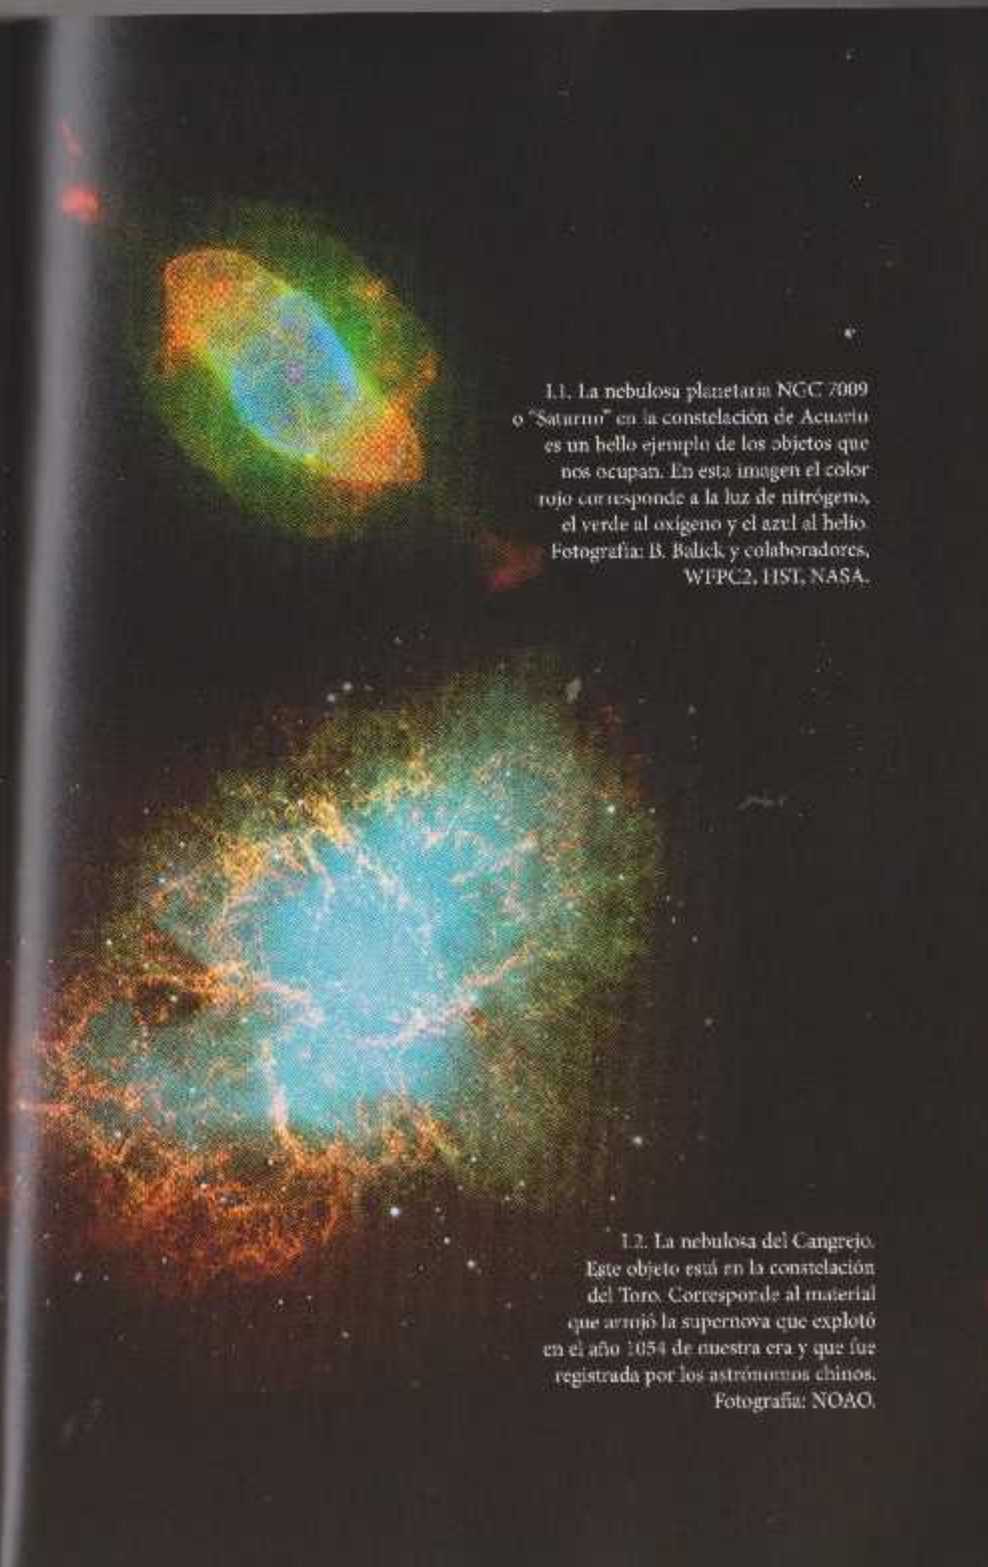 I.1. La nebulosa planetaria NGC 7009
o "Saturno" en la constelación de Acuario
es un bello ejemplo de los objetos que
nos ocupan. En esta imagen el color
rojo corresponde a la luz de nitrógeno,
el verde al oxígeno y el azul al helio.
Fotografía: B. Balick y colaboradores,
WFPC2, HST, NASA.
I.2. La nebulosa del Cangrejo.
Este objeto está en la constelación
del Toro. Corresponde al material
que arrojó la supernova que explotó
en el año 1054 de nuestra era y que fue
registrada por los astrónomos chinos.
Fotografía: NOAO.